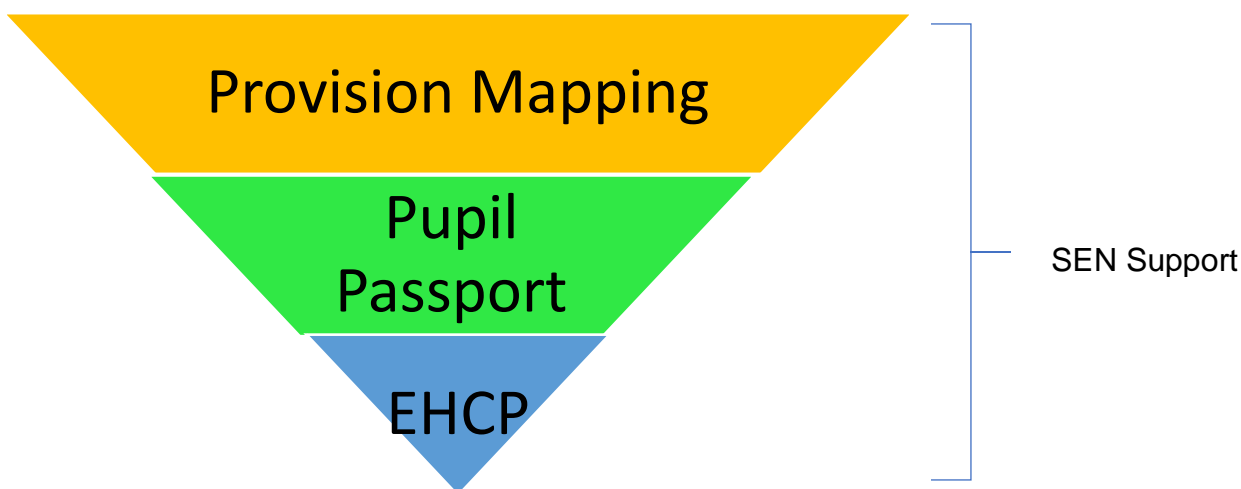 Provision Mapping
Pupil
Passport
SEN Support
EHCP